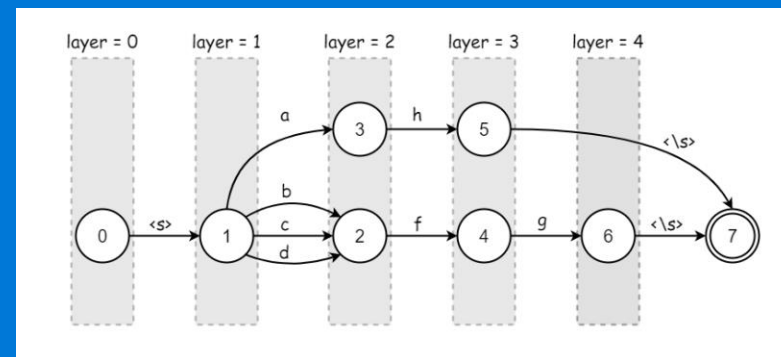 layer = 0 layer = 1 layer = 2 layer = 3 layer = 4
a 3 h 5 <\s>
b
0 <s> 1 c 2 f 4 g 6 <\s> 7
d